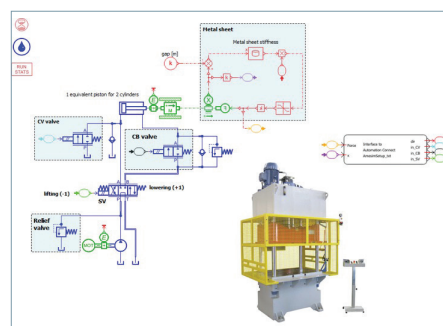 Metal sheet
gap [m]
Metal sheet stiffness
k
k
RUN
STATS
1 equivalent piston for 2 cylinders
M
CV valve
CB valve
Interface to
Automation Connect
lifting (-1)
lowering (+1)
SV
Relief
valve
MOT